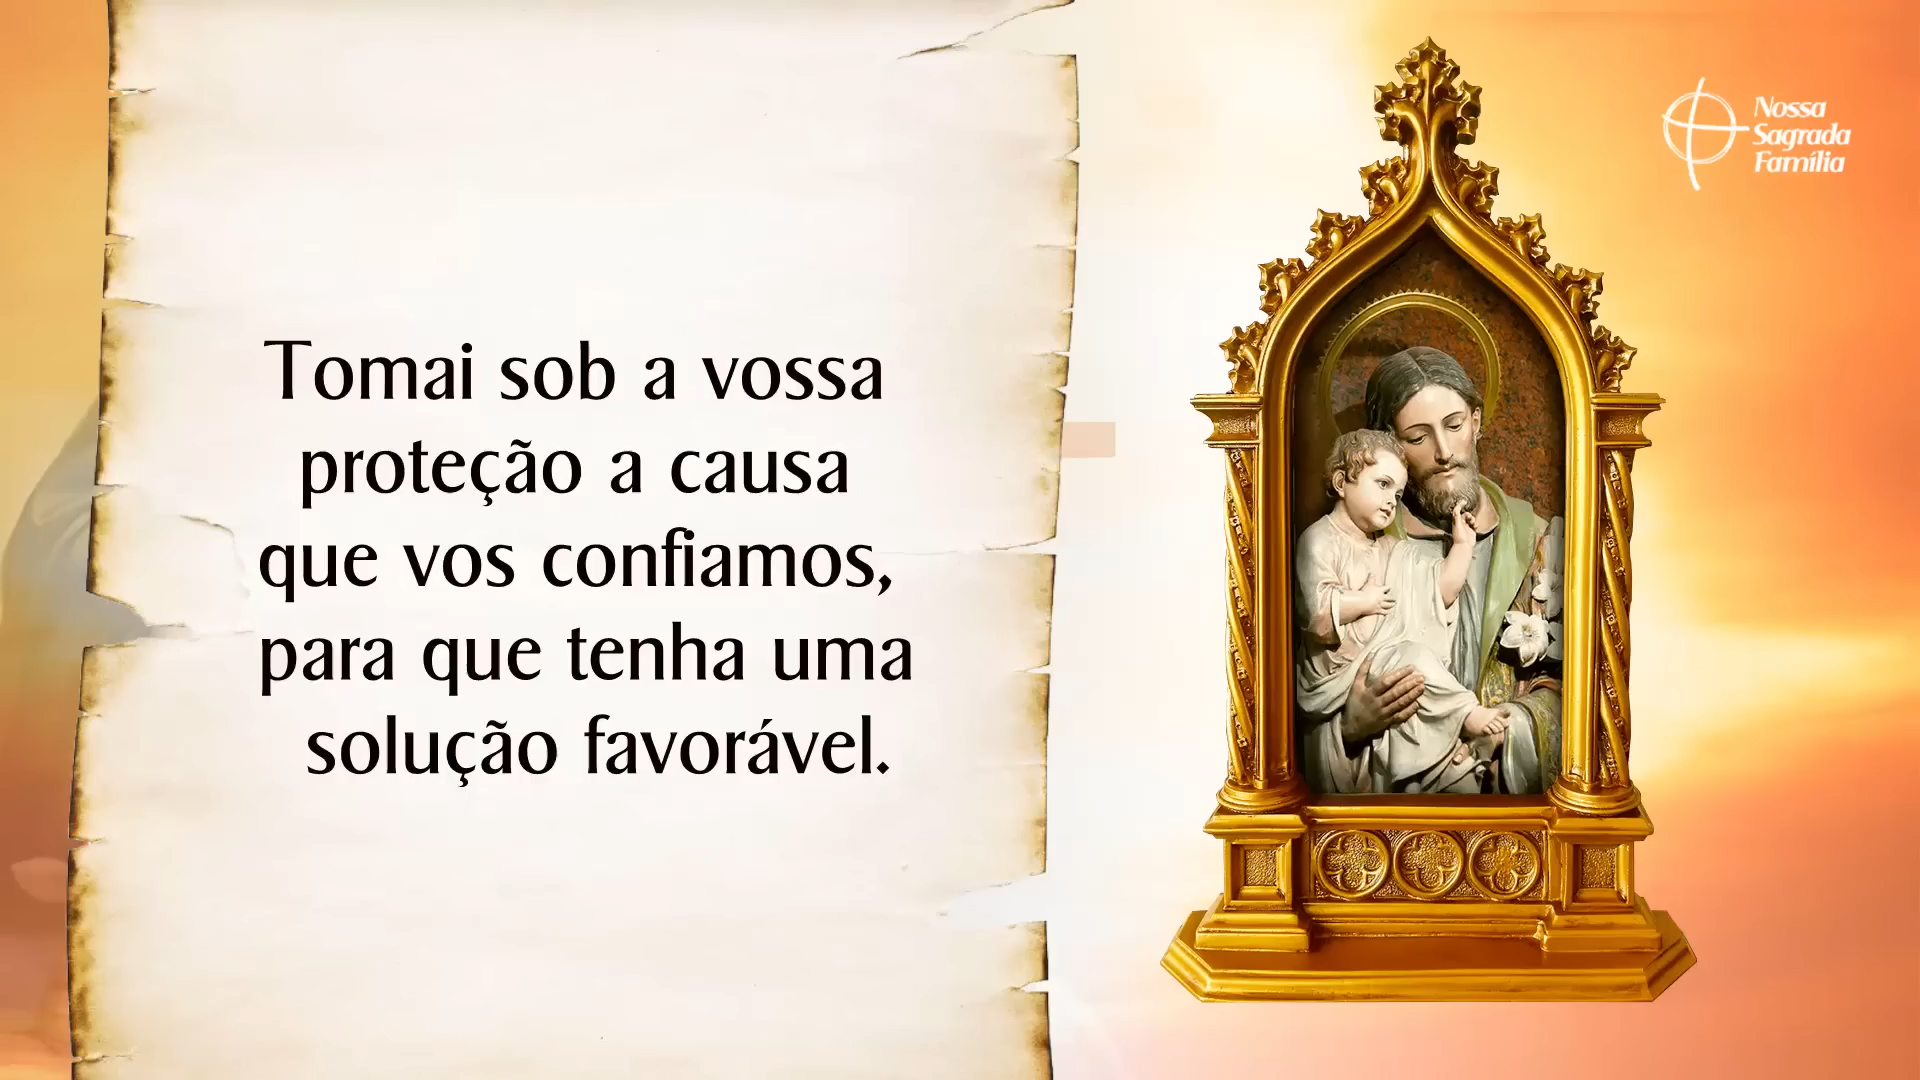 Tomai sob a vossa
proteção a causa
que vos confiamos,
para que tenha uma
solução favorável.
Nossa
Sagrada
Família